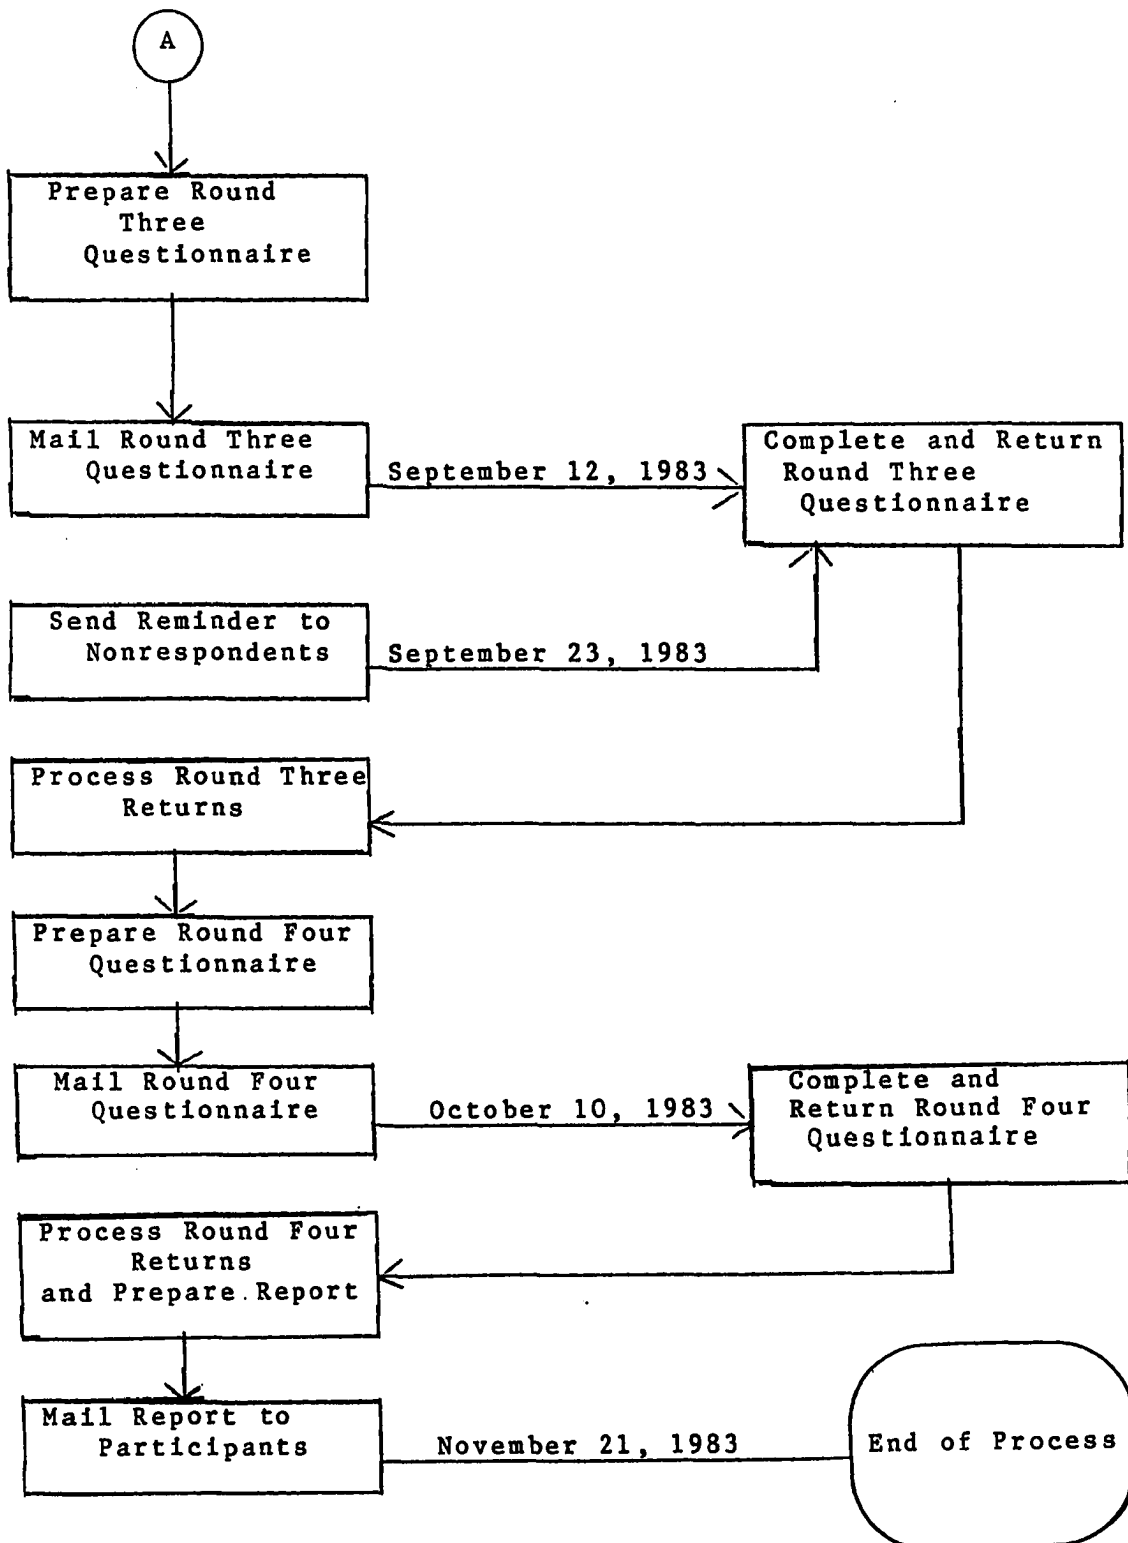 A
Prepare Round
Three
Questionnaire
Mail Round Three
Questionnaire
September 12, 1983
Complete and Return
Round Three
Questionnaire
Send Reminder to
Nonrespondents
September 23, 1983
Process Round Three
Returns
Prepare Round Four
Questionnaire
Mail Round Four
Questionnaire
October 10, 1983
Complete and
Return Round Four
Questionnaire
Process Round Four
Returns
and Prepare Report
Mail Report to
Participants
November 21, 1983
End of Process